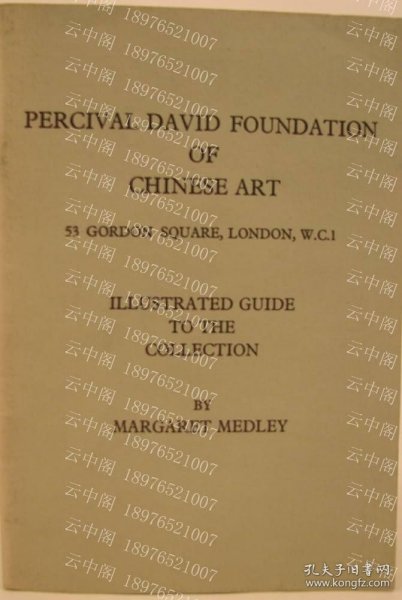 PERCIVAL DAVID FOUNDATION
OF
CHINESE ART
53 GORDON SQUARE, LONDON, W.C.1
ILLUSTRATED GUIDE
TO THE
COLLECTION
BY
MARGARET MEDLEY
云中阁 18976521007
孔夫子旧书网
www.kongfz.com